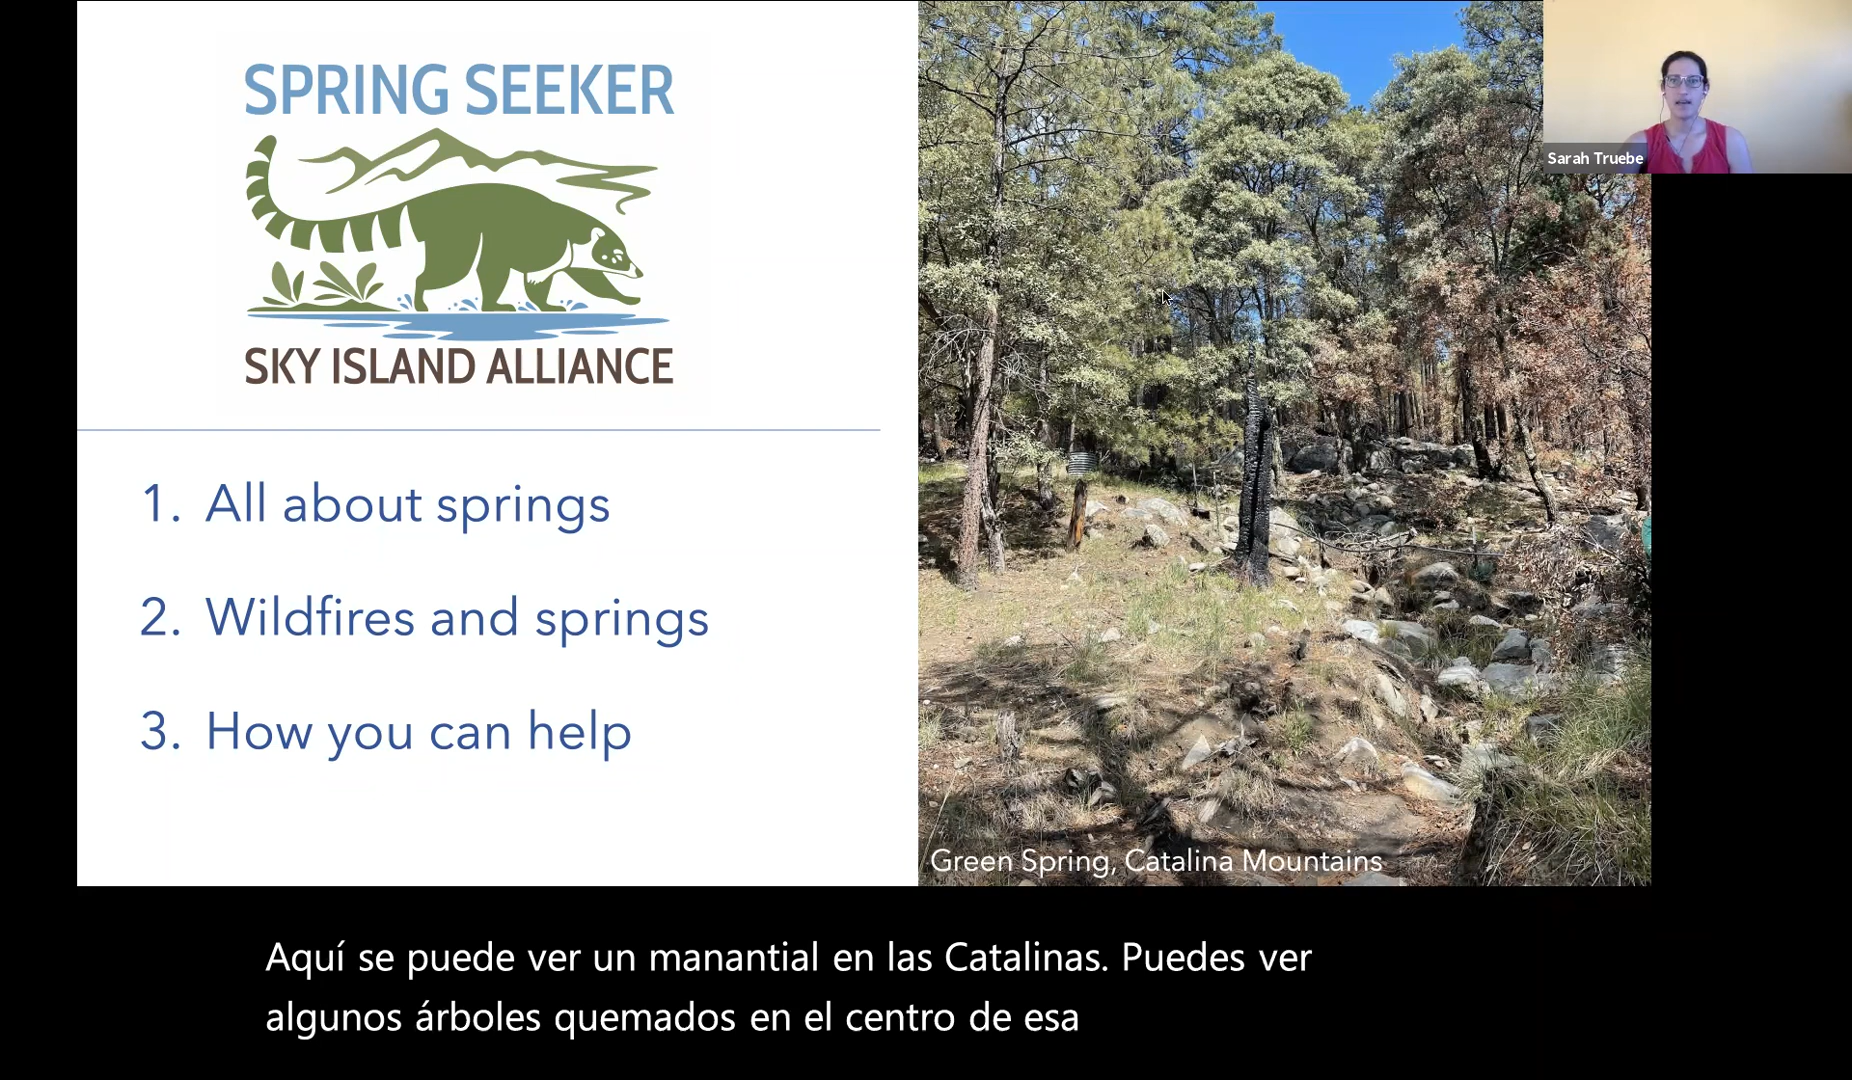 SPRING SEEKER
SKY ISLAND ALLIANCE
1. All about springs
2. Wildfires and springs
3. How you can help
Green Spring, Catalina Mountains
Sarah Truebe
Aquí se puede ver un manantial en las Catalinas. Puedes ver
algunos árboles quemados en el centro de esa